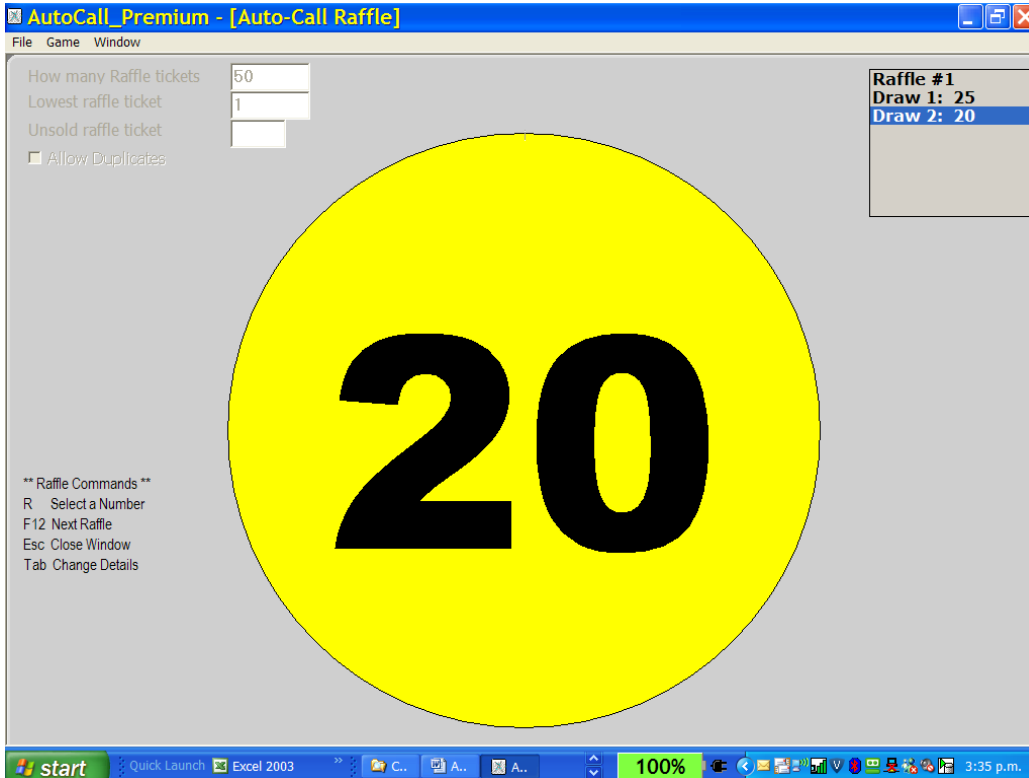 AutoCall_Premium - [Auto-Call Raffle]
File Game Window
How many Raffle tickets 50
Lowest raffle ticket 1
Unsold raffle ticket
Allow Duplicates
Raffle #1
Draw 1: 25
Draw 2: 20
20
** Raffle Commands **
R Select a Number
F12 Next Raffle
Esc Close Window
Tab Change Details
start Quick Launch Excel 2003 » C.. A.. A.. 100% V 3:35 p.m.